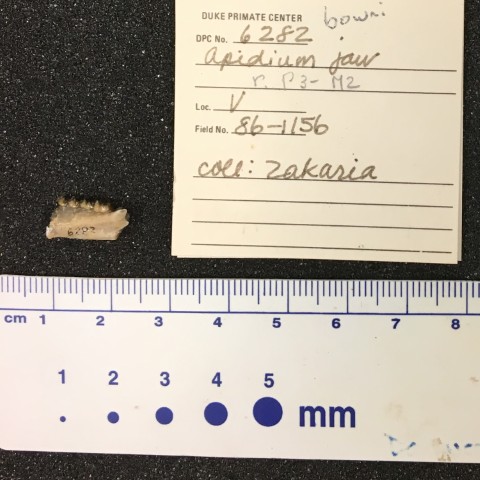 DUKE PRIMATE CENTER bowni
DPC No. 6282
Apidium jaw
r. P3-M2
Loc. V
Field No. 86-1156
coll: Zakaria
6282
cm 1 2 3 4 5 6 7 8
1 2 3 4 5
mm